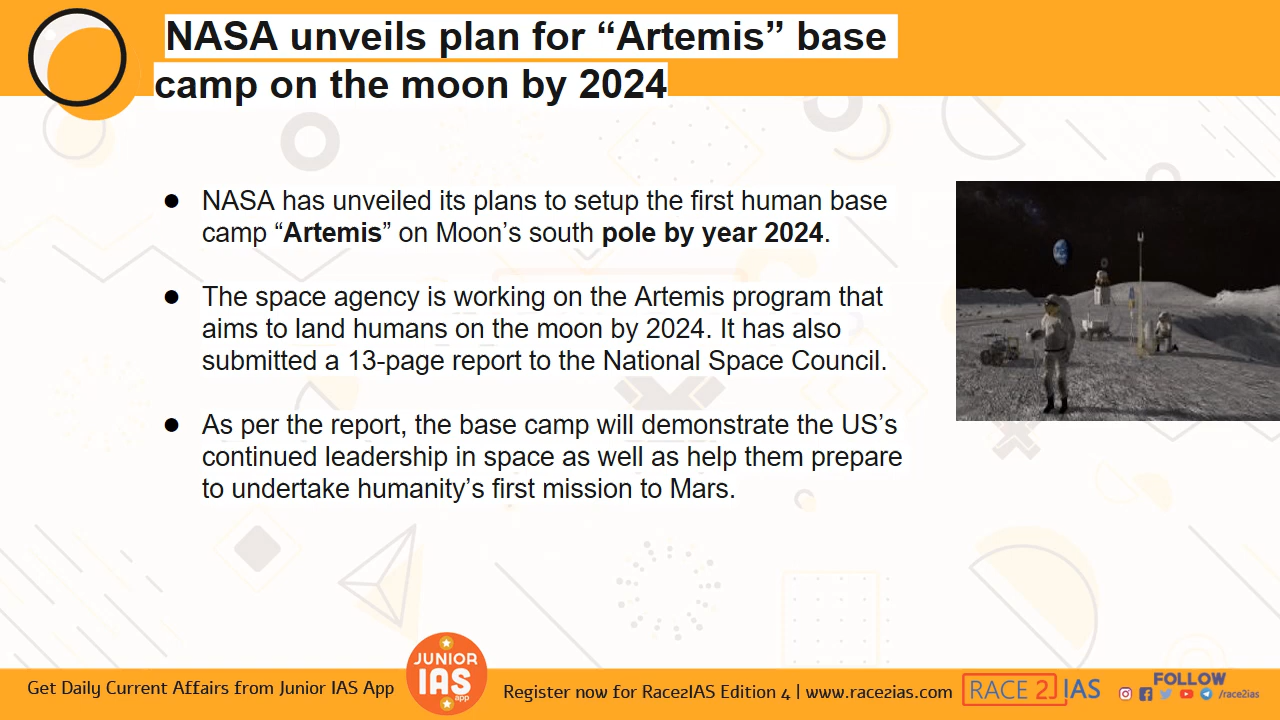 NASA unveils plan for “Artemis” base
camp on the moon by 2024
● NASA has unveiled its plans to setup the first human base
camp “Artemis” on Moon’s south pole by year 2024.
● The space agency is working on the Artemis program that
aims to land humans on the moon by 2024. It has also
submitted a 13-page report to the National Space Council.
● As per the report, the base camp will demonstrate the US’s
continued leadership in space as well as help them prepare
to undertake humanity’s first mission to Mars.
Get Daily Current Affairs from Junior IAS App
JUNIOR
IAS
app
Register now for Race2IAS Edition 4 | www.race2ias.com
RACE 2 IAS
FOLLOW
/race2ias